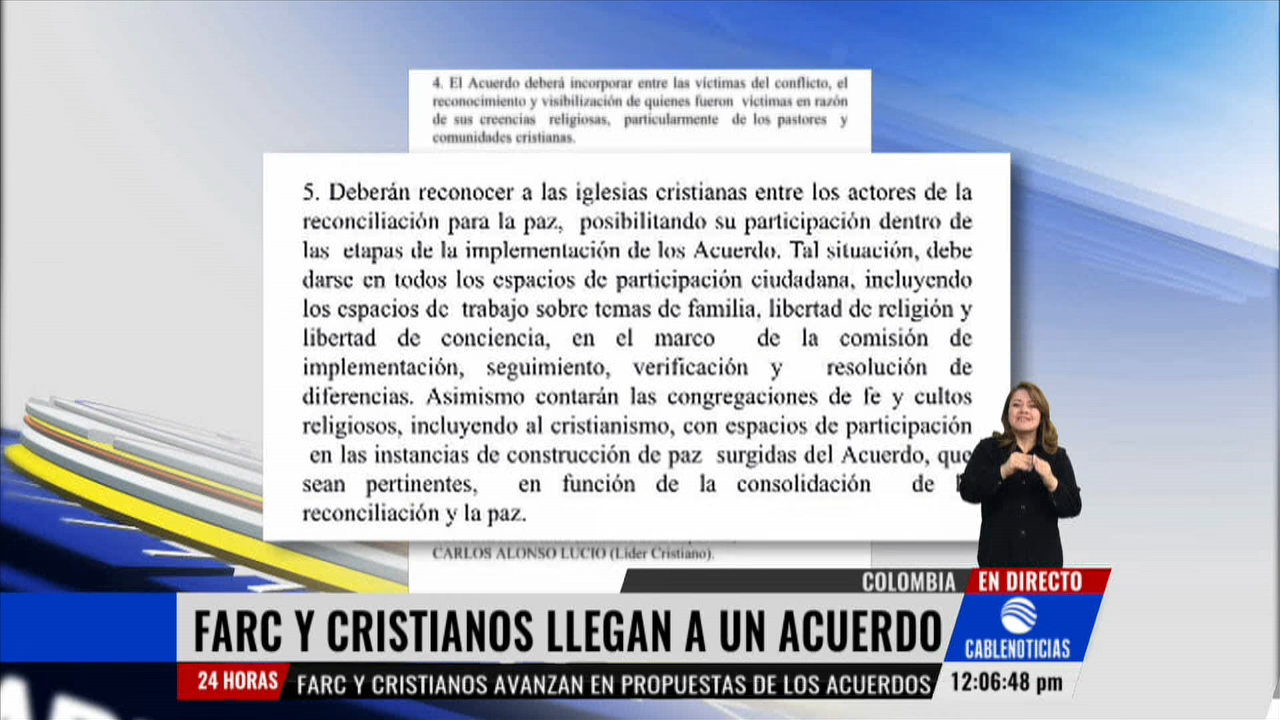 4. El Acuerdo deberá incorporar entre las víctimas del conflicto, el
reconocimiento y visibilización de quienes fueron víctimas en razón
de sus creencias religiosas, particularmente de los pastores y
comunidades cristianas.
5. Deberán reconocer a las iglesias cristianas entre los actores de la
reconciliación para la paz, posibilitando su participación dentro de
las etapas de la implementación de los Acuerdo. Tal situación, debe
darse en todos los espacios de participación ciudadana, incluyendo
los espacios de trabajo sobre temas de familia, libertad de religión y
libertad de conciencia, en el marco de la comisión de
implementación, seguimiento, verificación y resolución de
diferencias. Asimismo contarán las congregaciones de fe y cultos
religiosos, incluyendo al cristianismo, con espacios de participación
en las instancias de construcción de paz surgidas del Acuerdo, que
sean pertinentes, en función de la consolidación de
reconciliación y la paz.
CARLOS ALONSO LUCIO (Líder Cristiano).
COLOMBIA EN DIRECTO
FARC Y CRISTIANOS LLEGAN A UN ACUERDO
CABLENOTICIAS
24 HORAS FARC Y CRISTIANOS AVANZAN EN PROPUESTAS DE LOS ACUERDOS
12:06:48 pm